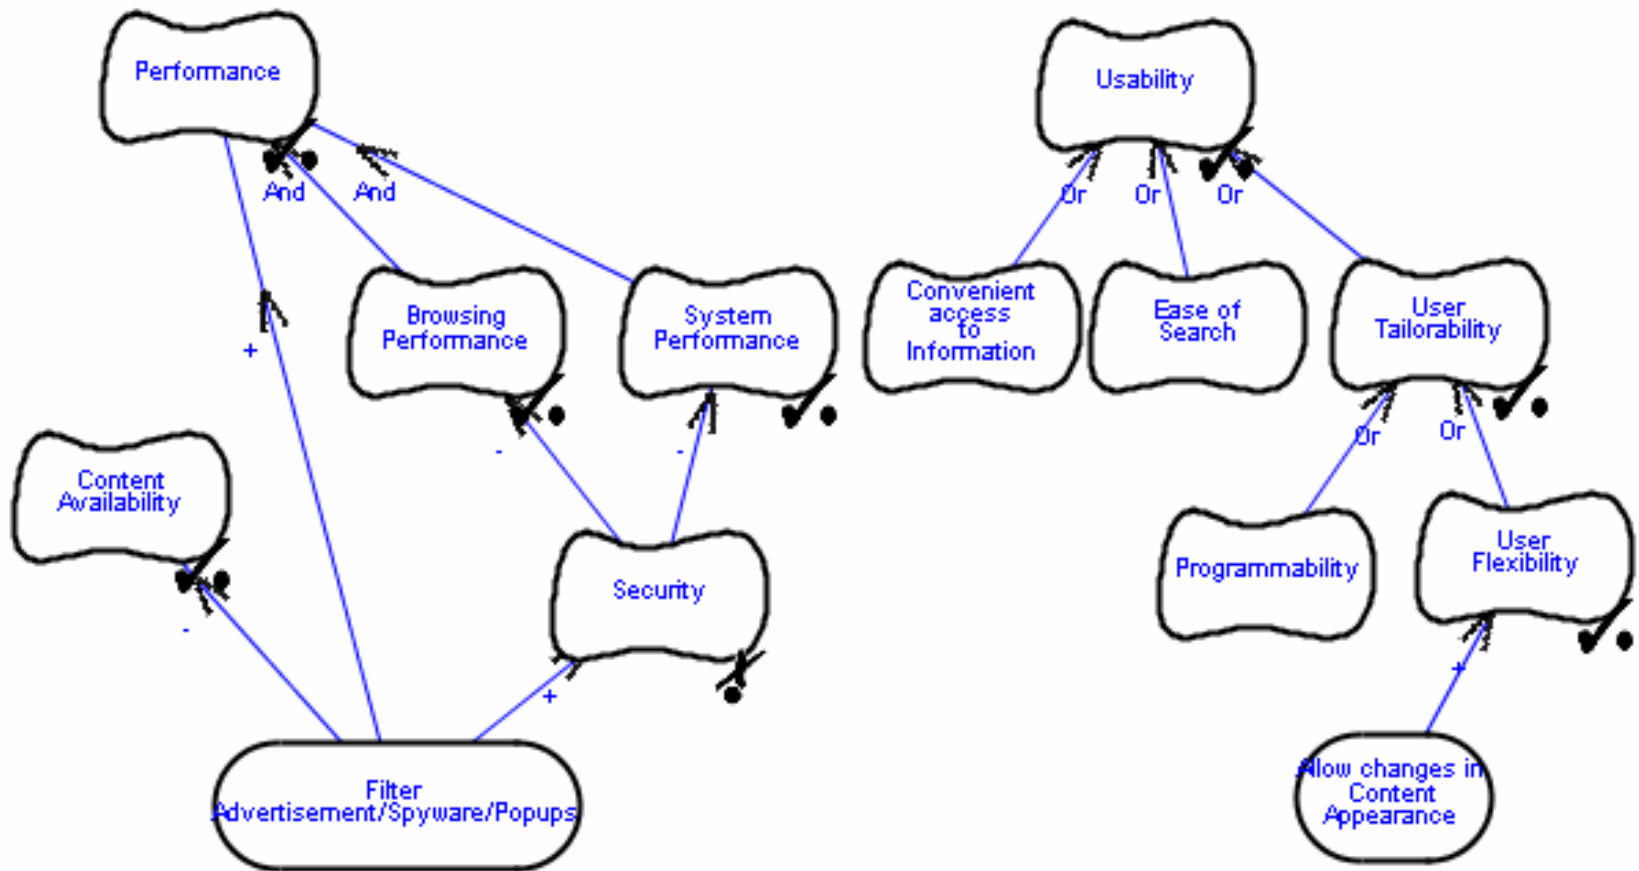 Performance
Usability
And
And
Or
Or
Or
Browsing
Performance
System
Performance
Convenient
access
to
Information
Ease of
Search
User
Tailorability
+
-
-
Or
Or
Content
Availability
Security
Programmability
User
Flexibility
-
+
+
Filter
Advertisement/Spyware/Popups
Allow changes in
Content
Appearance